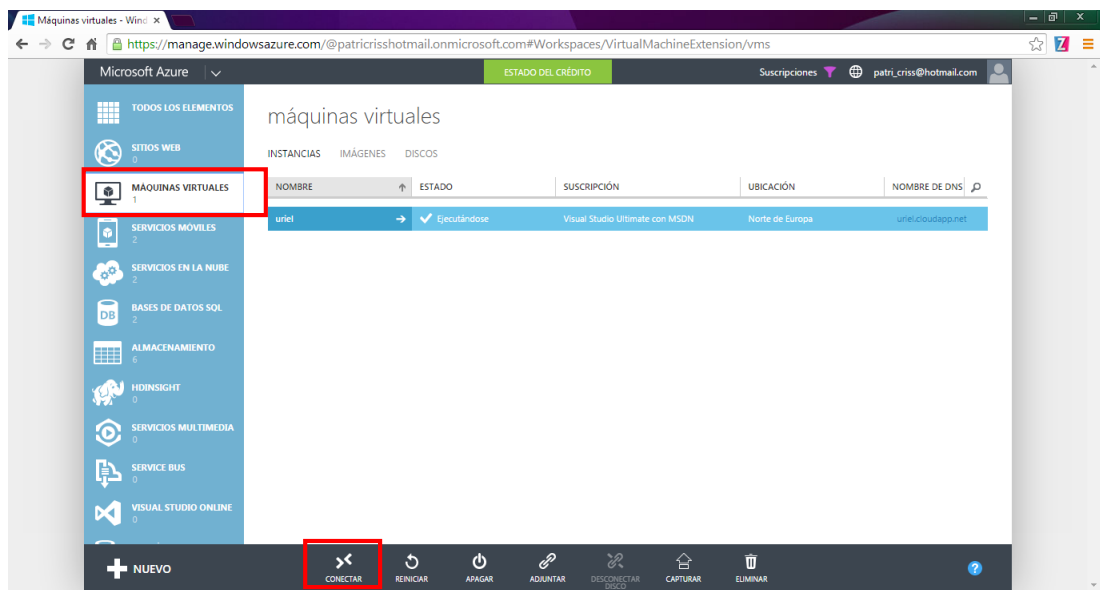 Máquinas virtuales - Wind
https://manage.windowsazure.com/@patricrisshotmail.onmicrosoft.com#Workspaces/VirtualMachineExtension/vms
Microsoft Azure
ESTADO DEL CRÉDITO
Suscripciones
patri_criss@hotmail.com
TODOS LOS ELEMENTOS
SITIOS WEB
0
MÁQUINAS VIRTUALES
1
SERVICIOS MÓVILES
2
SERVICIOS EN LA NUBE
2
DB
BASES DE DATOS SQL
2
ALMACENAMIENTO
6
HDINSIGHT
0
SERVICIOS MULTIMEDIA
0
SERVICE BUS
0
VISUAL STUDIO ONLINE
0
máquinas virtuales
INSTANCIAS IMÁGENES DISCOS
NOMBRE ESTADO SUSCRIPCIÓN UBICACIÓN NOMBRE DE DNS
uriel Ejecutándose Visual Studio Ultimate con MSDN Norte de Europa uriel.cloudapp.net
NUEVO
CONECTAR
REINICIAR
APAGAR
ADJUNTAR
DESCONECTAR
DISCO
CAPTURAR
ELIMINAR
?